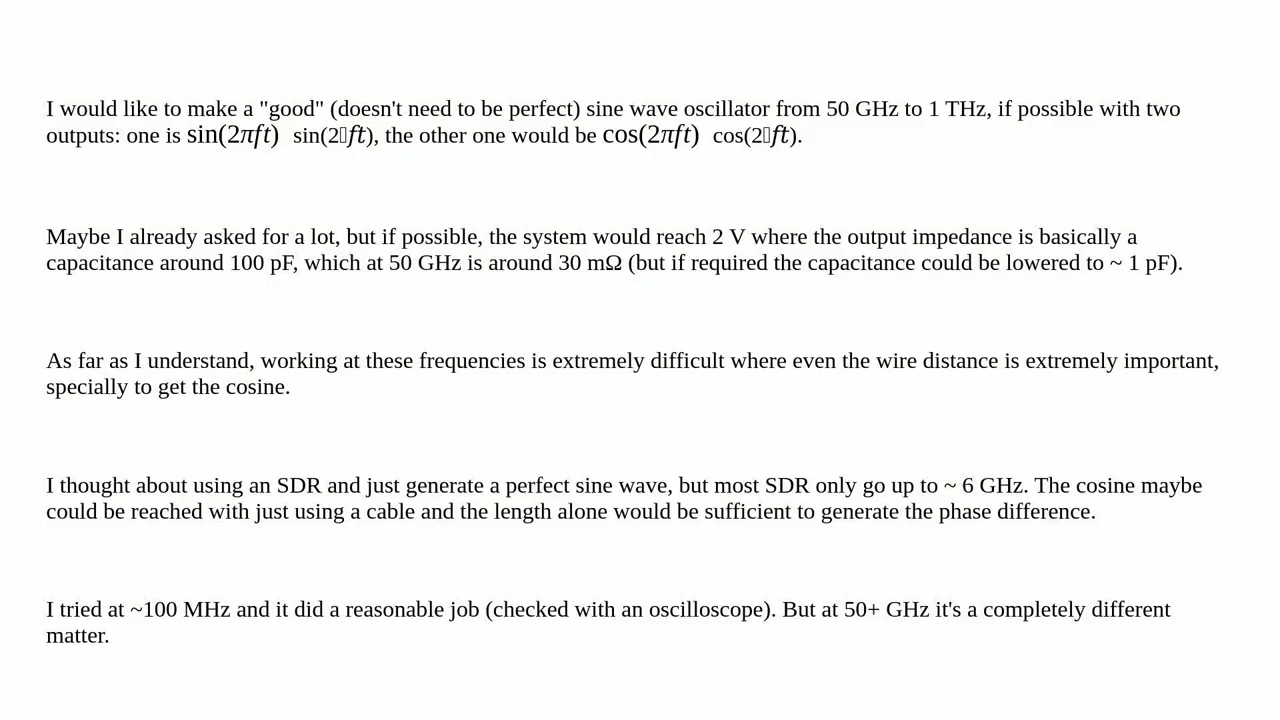 I would like to make a "good" (doesn't need to be perfect) sine wave oscillator from 50 GHz to 1 THz, if possible with two
outputs: one is sin(2πft) sin(2▯ft), the other one would be cos(2πft) cos(2▯ft).
Maybe I already asked for a lot, but if possible, the system would reach 2 V where the output impedance is basically a
capacitance around 100 pF, which at 50 GHz is around 30 mΩ (but if required the capacitance could be lowered to ~ 1 pF).
As far as I understand, working at these frequencies is extremely difficult where even the wire distance is extremely important,
specially to get the cosine.
I thought about using an SDR and just generate a perfect sine wave, but most SDR only go up to ~ 6 GHz. The cosine maybe
could be reached with just using a cable and the length alone would be sufficient to generate the phase difference.
I tried at ~100 MHz and it did a reasonable job (checked with an oscilloscope). But at 50+ GHz it's a completely different
matter.